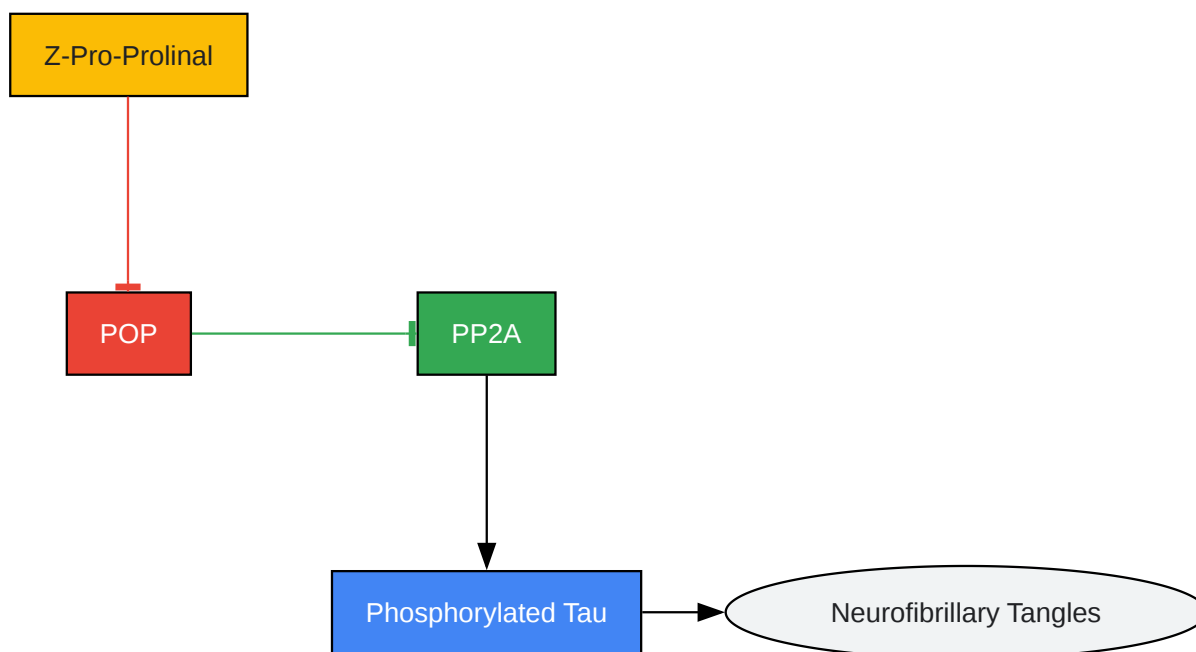 Z-Pro-Prolinal
POP
PP2A
Phosphorylated Tau
Neurofibrillary Tangles